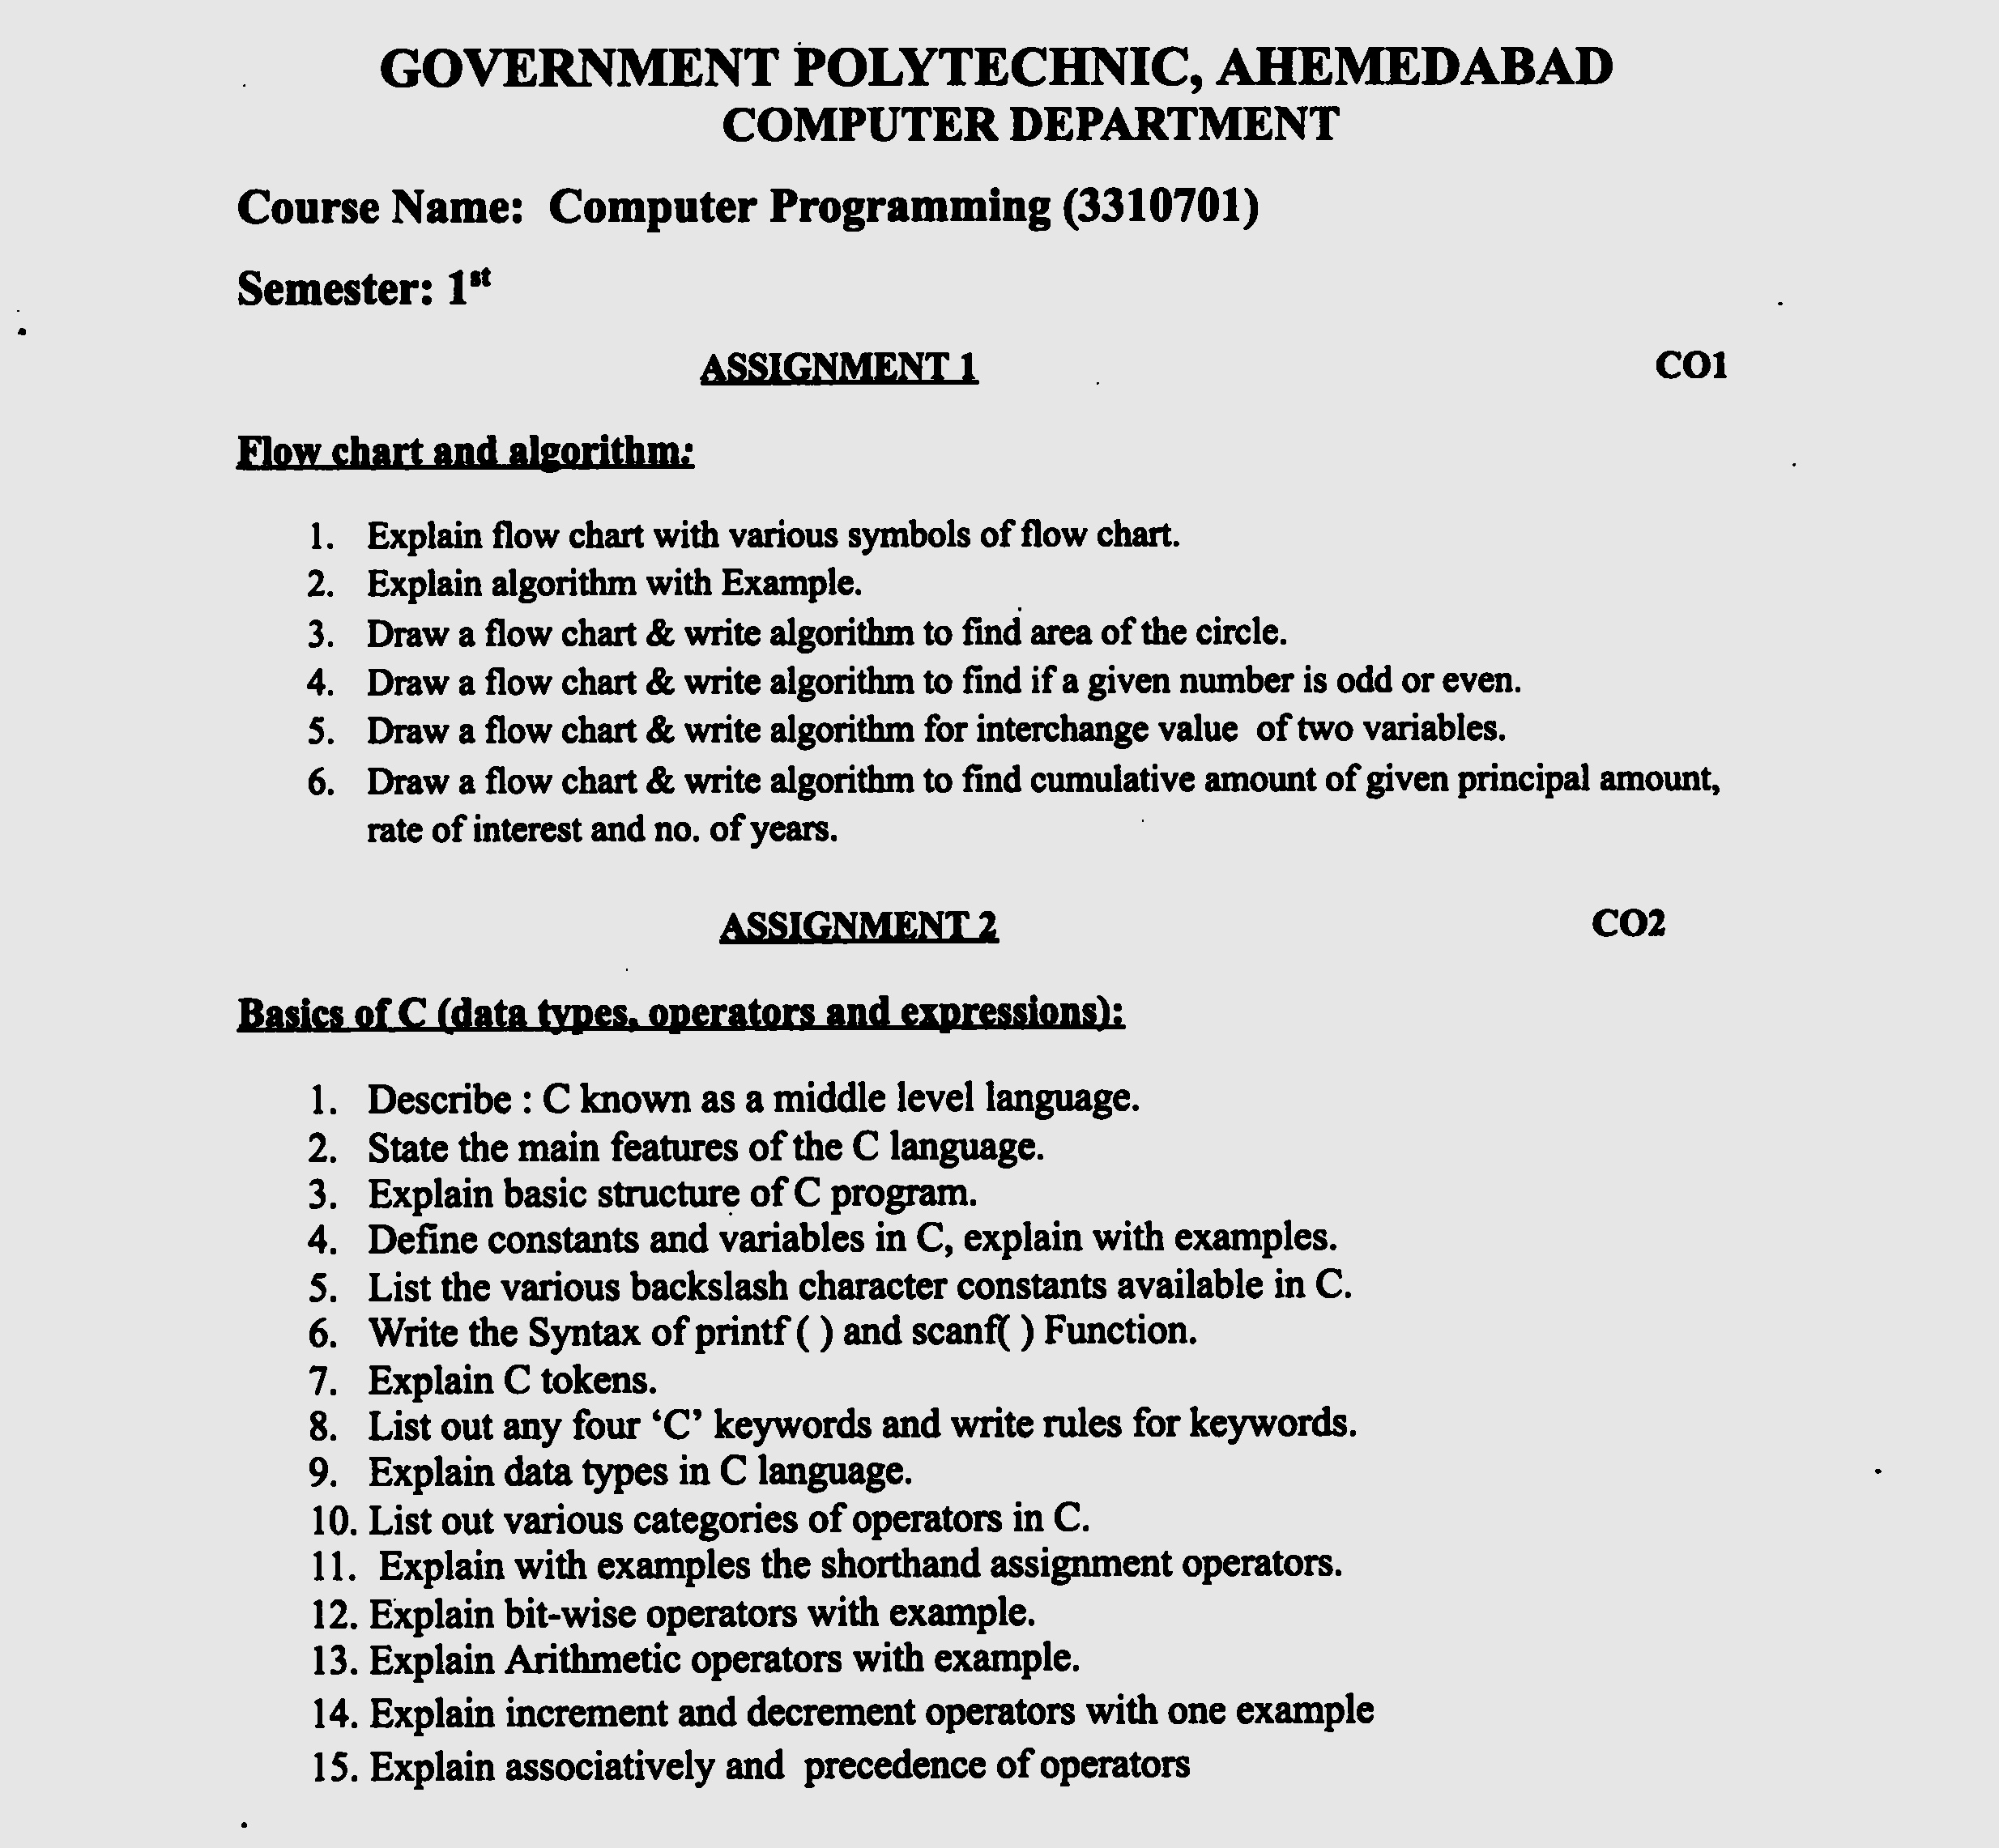 GOVERNMENT POLYTECHNIC, AHEMEDABAD
COMPUTER DEPARTMENT
Course Name: Computer Programming (3310701)
Semester: 1st
ASSIGNMENT 1 CO1
Flow chart and algorithm:
1. Explain flow chart with various symbols of flow chart.
2. Explain algorithm with Example.
3. Draw a flow chart & write algorithm to find area of the circle.
4. Draw a flow chart & write algorithm to find if a given number is odd or even.
5. Draw a flow chart & write algorithm for interchange value of two variables.
6. Draw a flow chart & write algorithm to find cumulative amount of given principal amount,
rate of interest and no. of years.
ASSIGNMENT 2 CO2
Basics of C (data types, operators and expressions):
1. Describe : C known as a middle level language.
2. State the main features of the C language.
3. Explain basic structure of C program.
4. Define constants and variables in C, explain with examples.
5. List the various backslash character constants available in C.
6. Write the Syntax of printf ( ) and scanf( ) Function.
7. Explain C tokens.
8. List out any four ‘C’ keywords and write rules for keywords.
9. Explain data types in C language.
10. List out various categories of operators in C.
11. Explain with examples the shorthand assignment operators.
12. Explain bit-wise operators with example.
13. Explain Arithmetic operators with example.
14. Explain increment and decrement operators with one example
15. Explain associatively and precedence of operators